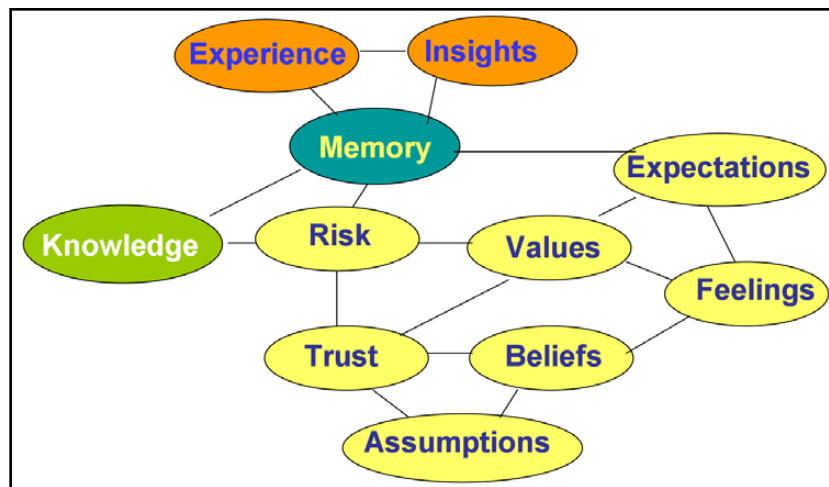 Experience
Insights
Memory
Expectations
Knowledge
Risk
Values
Feelings
Trust
Beliefs
Assumptions